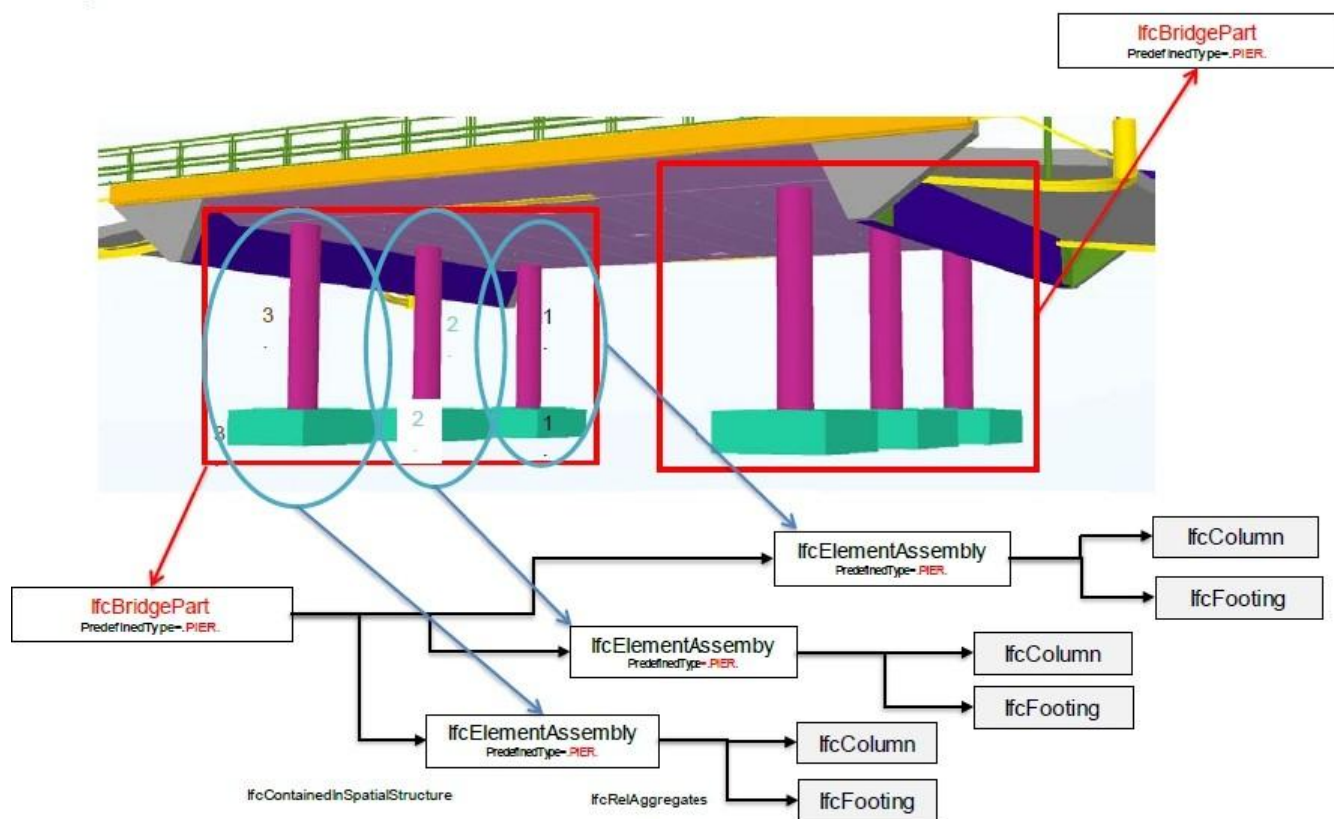 IfcBridgePart
PredefinedType=.PIER.
3
.
2
.
1
.
3
2
.
1
.
IfcElementAssembly
PredefinedType=.PIER.
IfcColumn
IfcFooting
IfcBridgePart
PredefinedType=.PIER.
IfcElementAssemby
PredefinedType=.PIER.
IfcColumn
IfcFooting
IfcElementAssembly
PredefinedType=.PIER.
IfcColumn
IfcFooting
IfcContainedInSpatialStructure
IfcRelAggregates